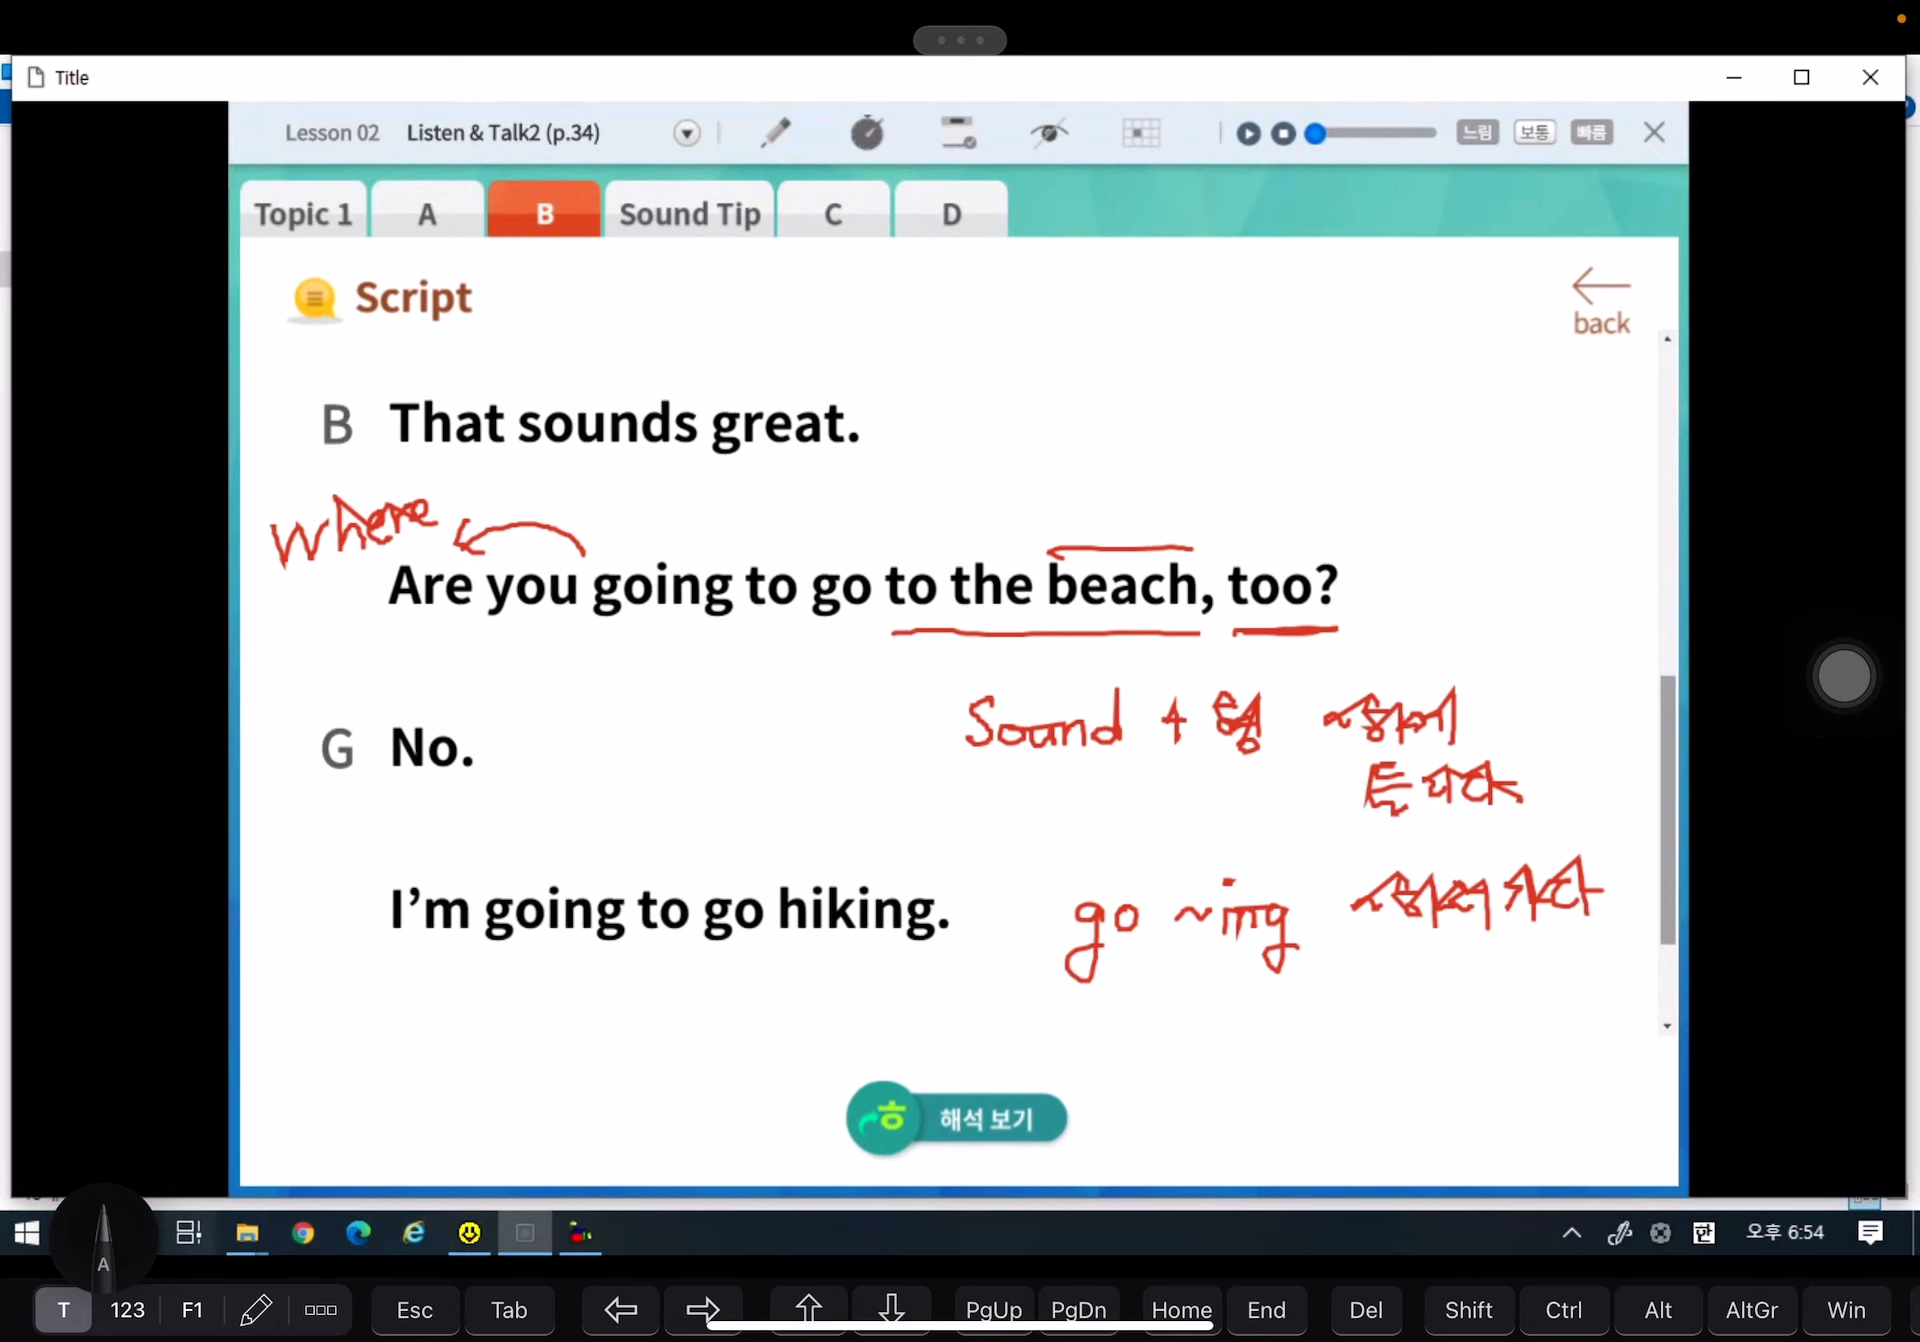 Title
Lesson 02 Listen & Talk2 (p.34) 느림 보통 빠름
Topic 1 A B Sound Tip C D
Script
back
B That sounds great.
Where
Are you going to go to the beach, too?
G No.
Sound + 형 ~하게
들리다
I'm going to go hiking.
go ~ing ~하러 가다
해석 보기
A
한 오후 6:54
T 123 F1 Esc Tab PgUp PgDn Home End Del Shift Ctrl Alt AltGr Win